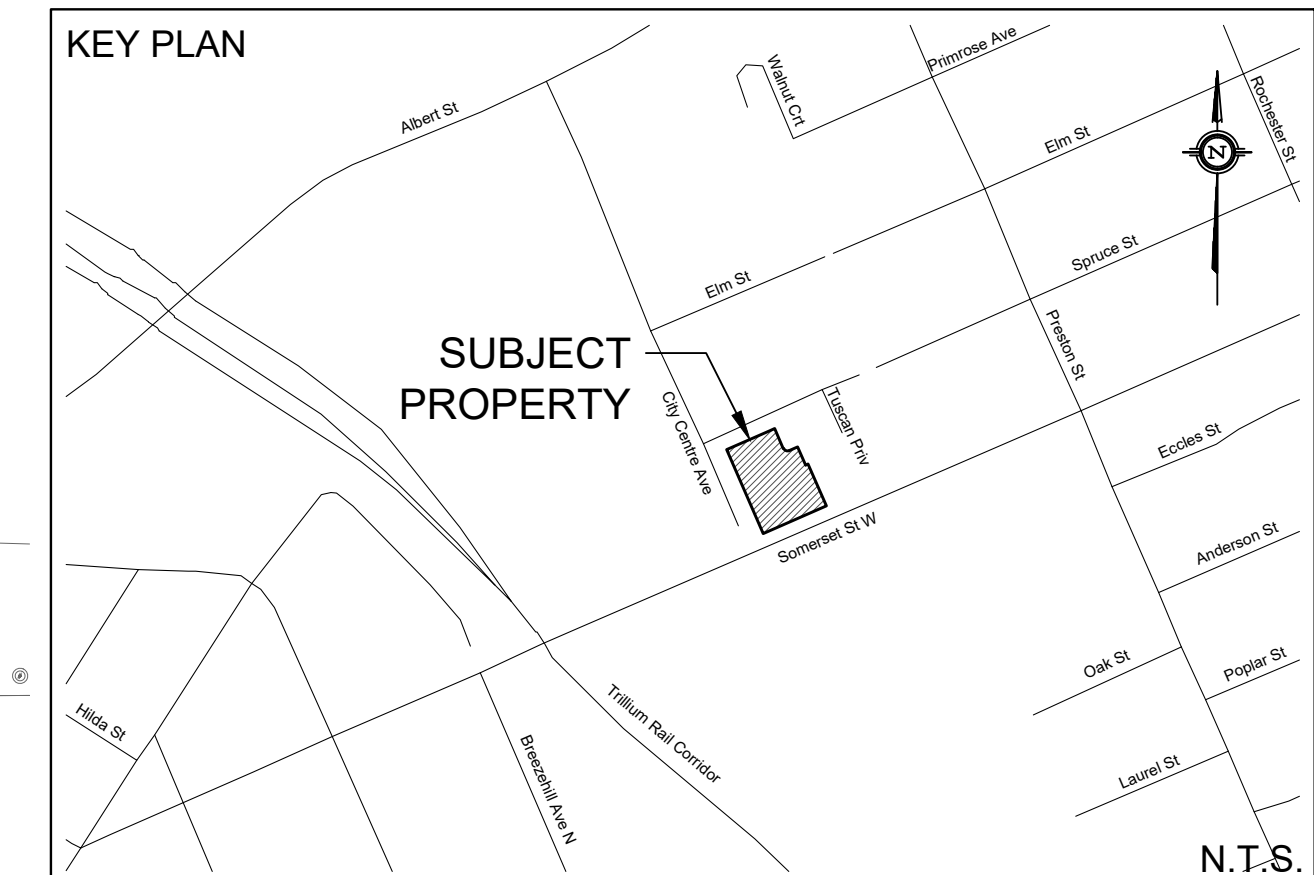 KEY PLAN
Primrose Ave
Walnut Crt
Albert St
Rochester St
Elm St
N
Spruce St
Elm St
Preston St
SUBJECT
PROPERTY
City Centre Ave
Tuscan Priv
Eccles St
Somerset St W
Anderson St
Oak St
Poplar St
Hilda St
Trillium Rail Corridor
Breezehill Ave N
Laurel St
N.T.S.